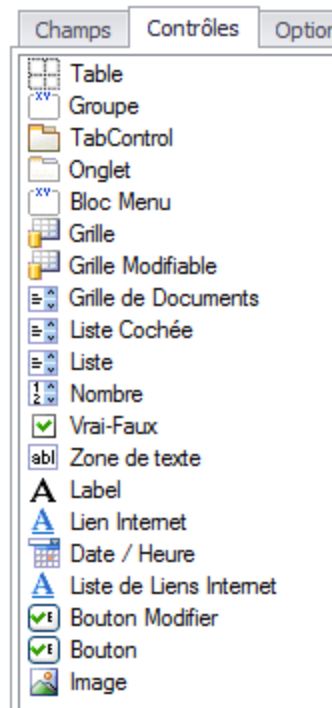 Champs Contrôles Option
Table
Groupe
TabControl
Onglet
Bloc Menu
Grille
Grille Modifiable
Grille de Documents
Liste Cochée
Liste
Nombre
Vrai-Faux
abl Zone de texte
A Label
A Lien Internet
Date / Heure
A Liste de Liens Internet
Bouton Modifier
Bouton
Image